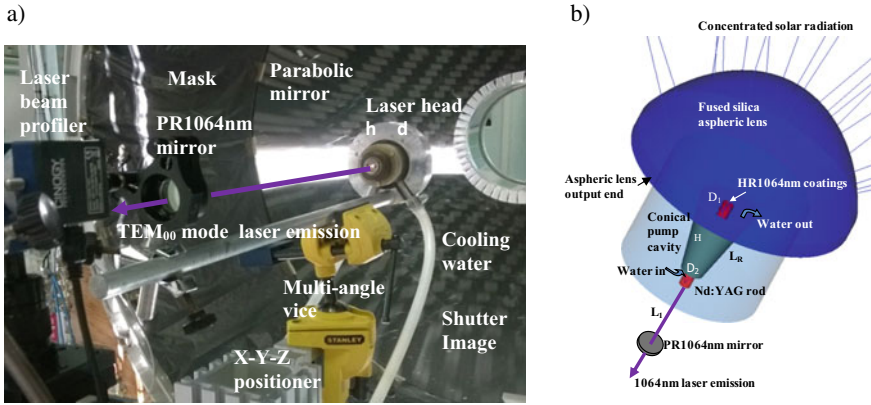 a)
b)
Laser
beam
profiler
Mask
Parabolic
mirror
PR1064nm
mirror
Laser head
h d
TEM₀₀ mode laser emission
Cooling
water
Multi-angle
vice
STANLEY
Shutter
Image
X-Y-Z
positioner
Concentrated solar radiation
Fused silica
aspheric lens
Aspheric lens
output end
D₁
HR1064nm coatings
Conical
pump
cavity
H
Water out
L_R
Water in
D₂
Nd:YAG rod
L₁
PR1064nm mirror
1064nm laser emission